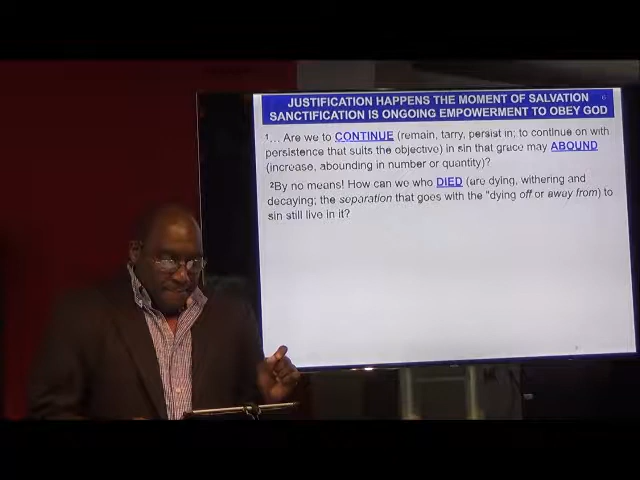 JUSTIFICATION HAPPENS THE MOMENT OF SALVATION
SANCTIFICATION IS ONGOING EMPOWERMENT TO OBEY GOD
1… Are we to CONTINUE (remain, tarry, persist in; to continue on with
persistence that suits the objective) in sin that grace may ABOUND
(increase, abounding in number or quantity)?
2By no means! How can we who DIED (are dying, withering and
decaying; the separation that goes with the "dying off or away from) to
sin still live in it?